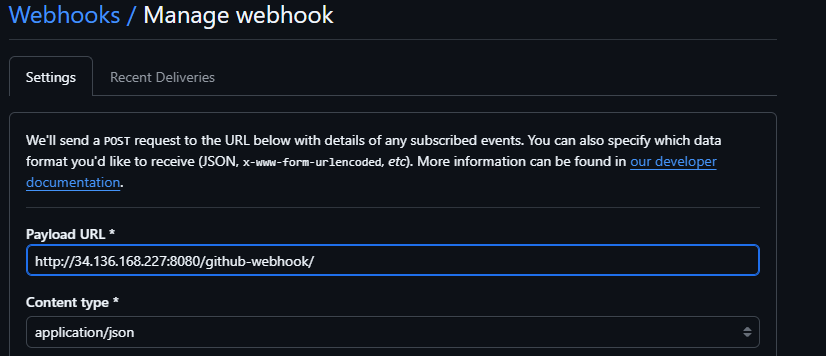 Webhooks / Manage webhook
Settings
Recent Deliveries
We'll send a POST request to the URL below with details of any subscribed events. You can also specify which data
format you'd like to receive (JSON, x-www-form-urlencoded, etc). More information can be found in our developer
documentation.
Payload URL *
http://34.136.168.227:8080/github-webhook/
Content type *
application/json